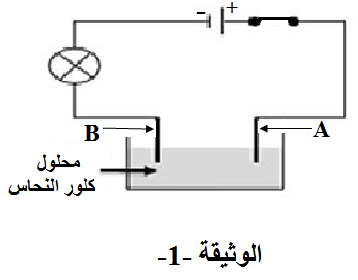 - +
B A
محلول
كلور النحاس
الوثيقة -1-